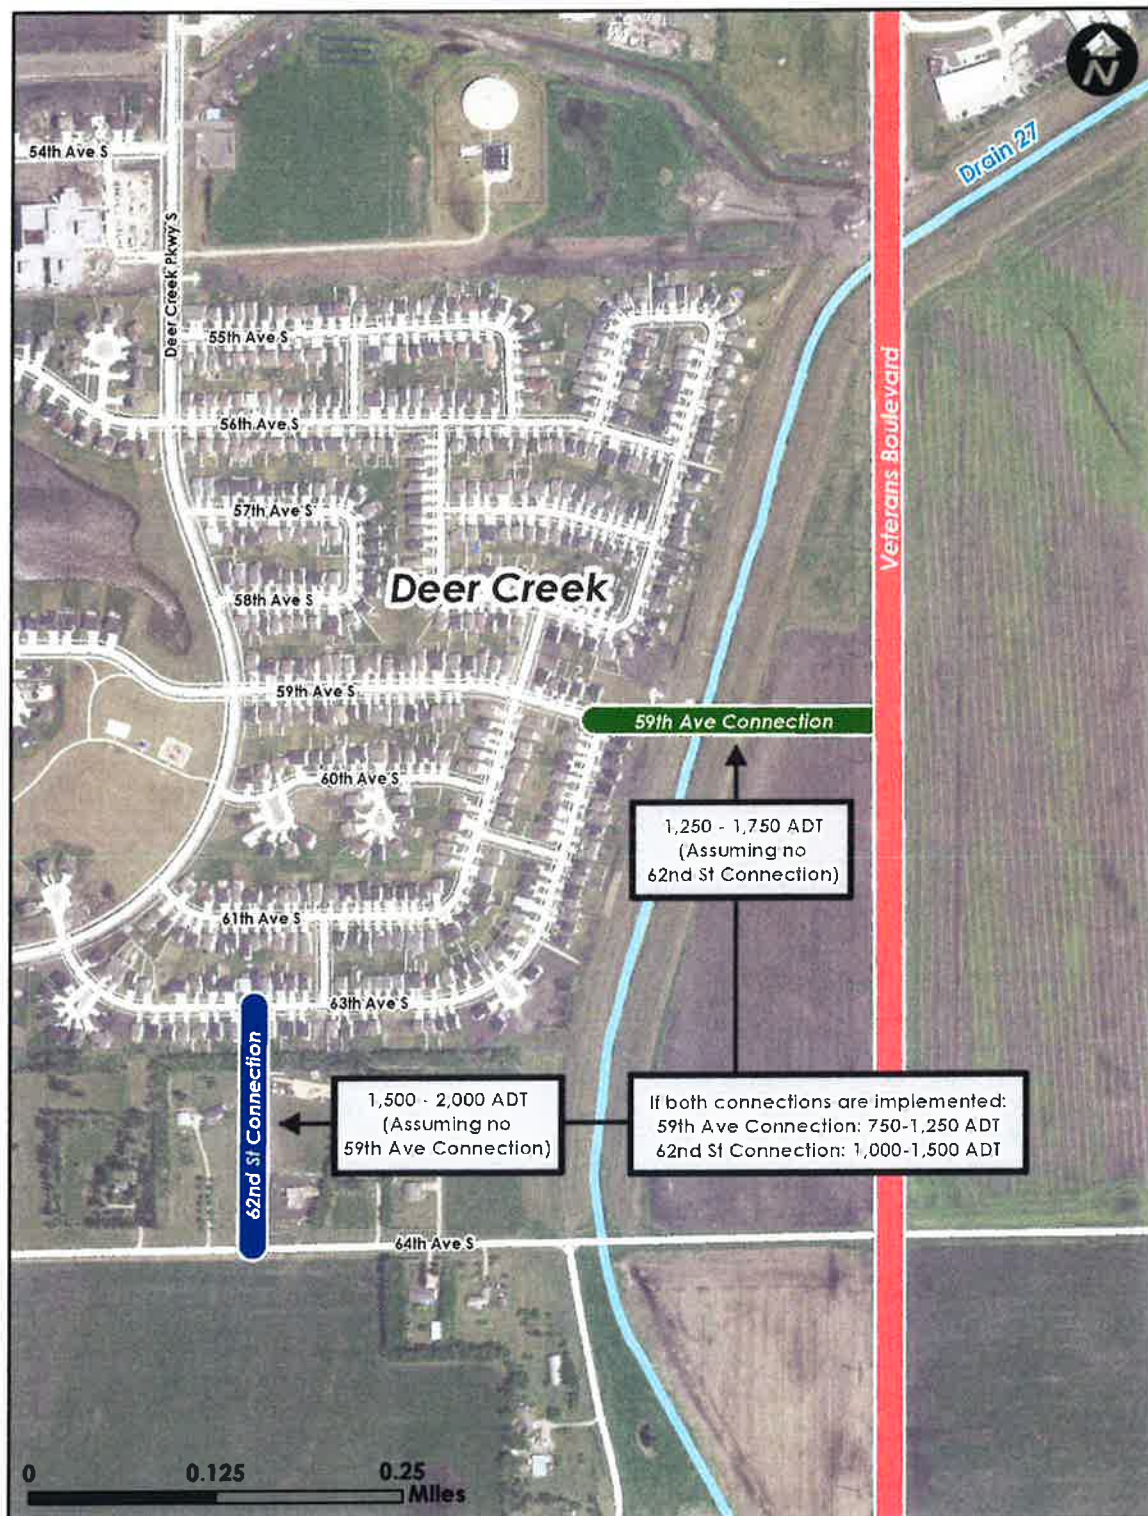 N
Drain 27
54th Ave S
Deer Creek Pkwy S
55th Ave S
56th Ave S
Veterans Boulevard
57th Ave S
Deer Creek
58th Ave S
59th Ave S
59th Ave Connection
60th Ave S
1,250 - 1,750 ADT
(Assuming no
62nd St Connection)
61th Ave S
63th Ave S
62nd St Connection
1,500 - 2,000 ADT
(Assuming no
59th Ave Connection)
If both connections are implemented:
59th Ave Connection: 750-1,250 ADT
62nd St Connection: 1,000-1,500 ADT
64th Ave S
0 0.125 0.25
Miles